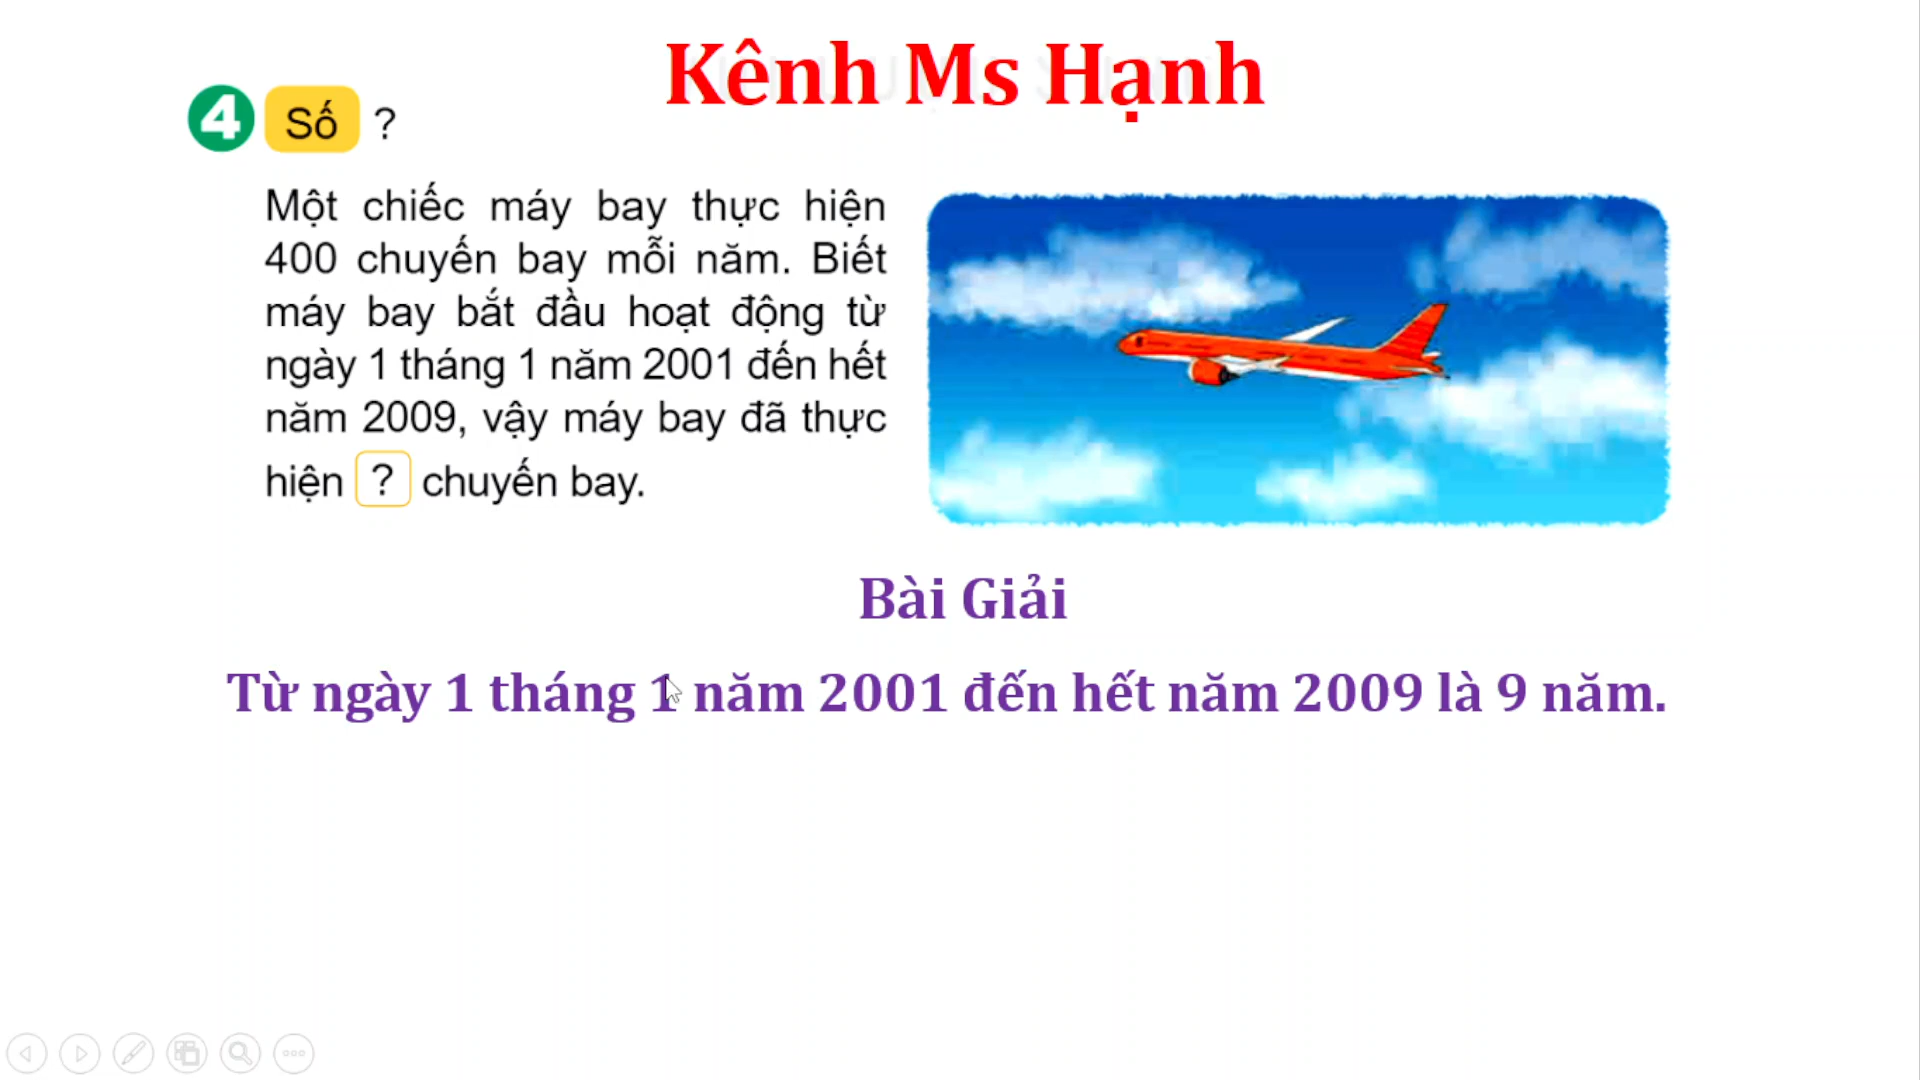 Kênh Ms Hạnh
4 Số ?
Một chiếc máy bay thực hiện
400 chuyến bay mỗi năm. Biết
máy bay bắt đầu hoạt động từ
ngày 1 tháng 1 năm 2001 đến hết
năm 2009, vậy máy bay đã thực
hiện ? chuyến bay.
Bài Giải
Từ ngày 1 tháng 1 năm 2001 đến hết năm 2009 là 9 năm.